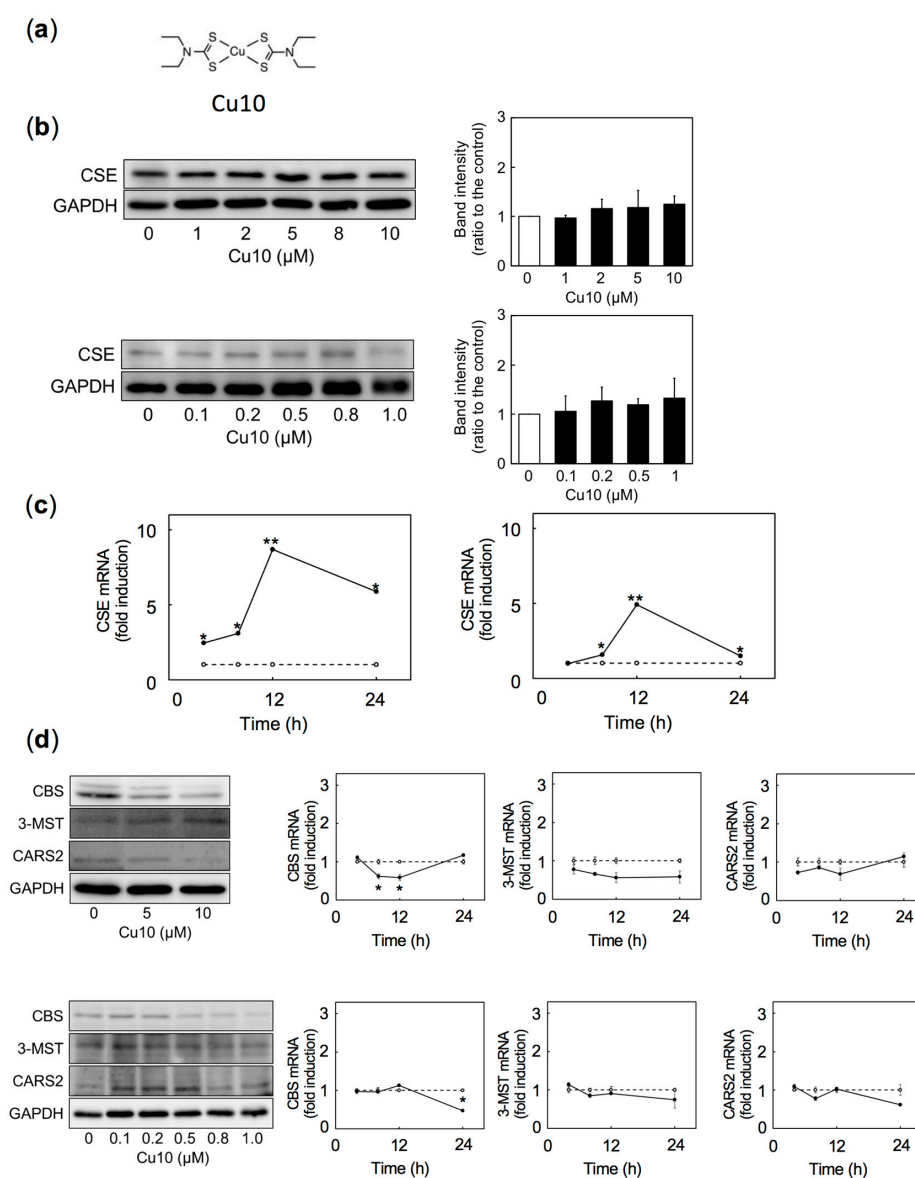 (a)
S S
N Cu N
S S
Cu10
(b)
CSE
GAPDH
0 1 2 5 8 10
Cu10 (μM)
Band intensity
(ratio to the control)
3
2
1
0
0 1 2 5 10
Cu10 (μM)
CSE
GAPDH
0 0.1 0.2 0.5 0.8 1.0
Cu10 (μM)
Band intensity
(ratio to the control)
3
2
1
0
0 0.1 0.2 0.5 1
Cu10 (μM)
(c)
CSE mRNA
(fold induction)
10
5
0
* * ** *
0 12 24
Time (h)
CSE mRNA
(fold induction)
10
5
0
* ** *
0 12 24
Time (h)
(d)
CBS
3-MST
CARS2
GAPDH
0 5 10
Cu10 (μM)
CBS mRNA
(fold induction)
3
2
1
0
* *
0 12 24
Time (h)
3-MST mRNA
(fold induction)
3
2
1
0
0 12 24
Time (h)
CARS2 mRNA
(fold induction)
3
2
1
0
0 12 24
Time (h)
CBS
3-MST
CARS2
GAPDH
0 0.1 0.2 0.5 0.8 1.0
Cu10 (μM)
CBS mRNA
(fold induction)
3
2
1
0
*
0 12 24
Time (h)
3-MST mRNA
(fold induction)
3
2
1
0
0 12 24
Time (h)
CARS2 mRNA
(fold induction)
3
2
1
0
0 12 24
Time (h)